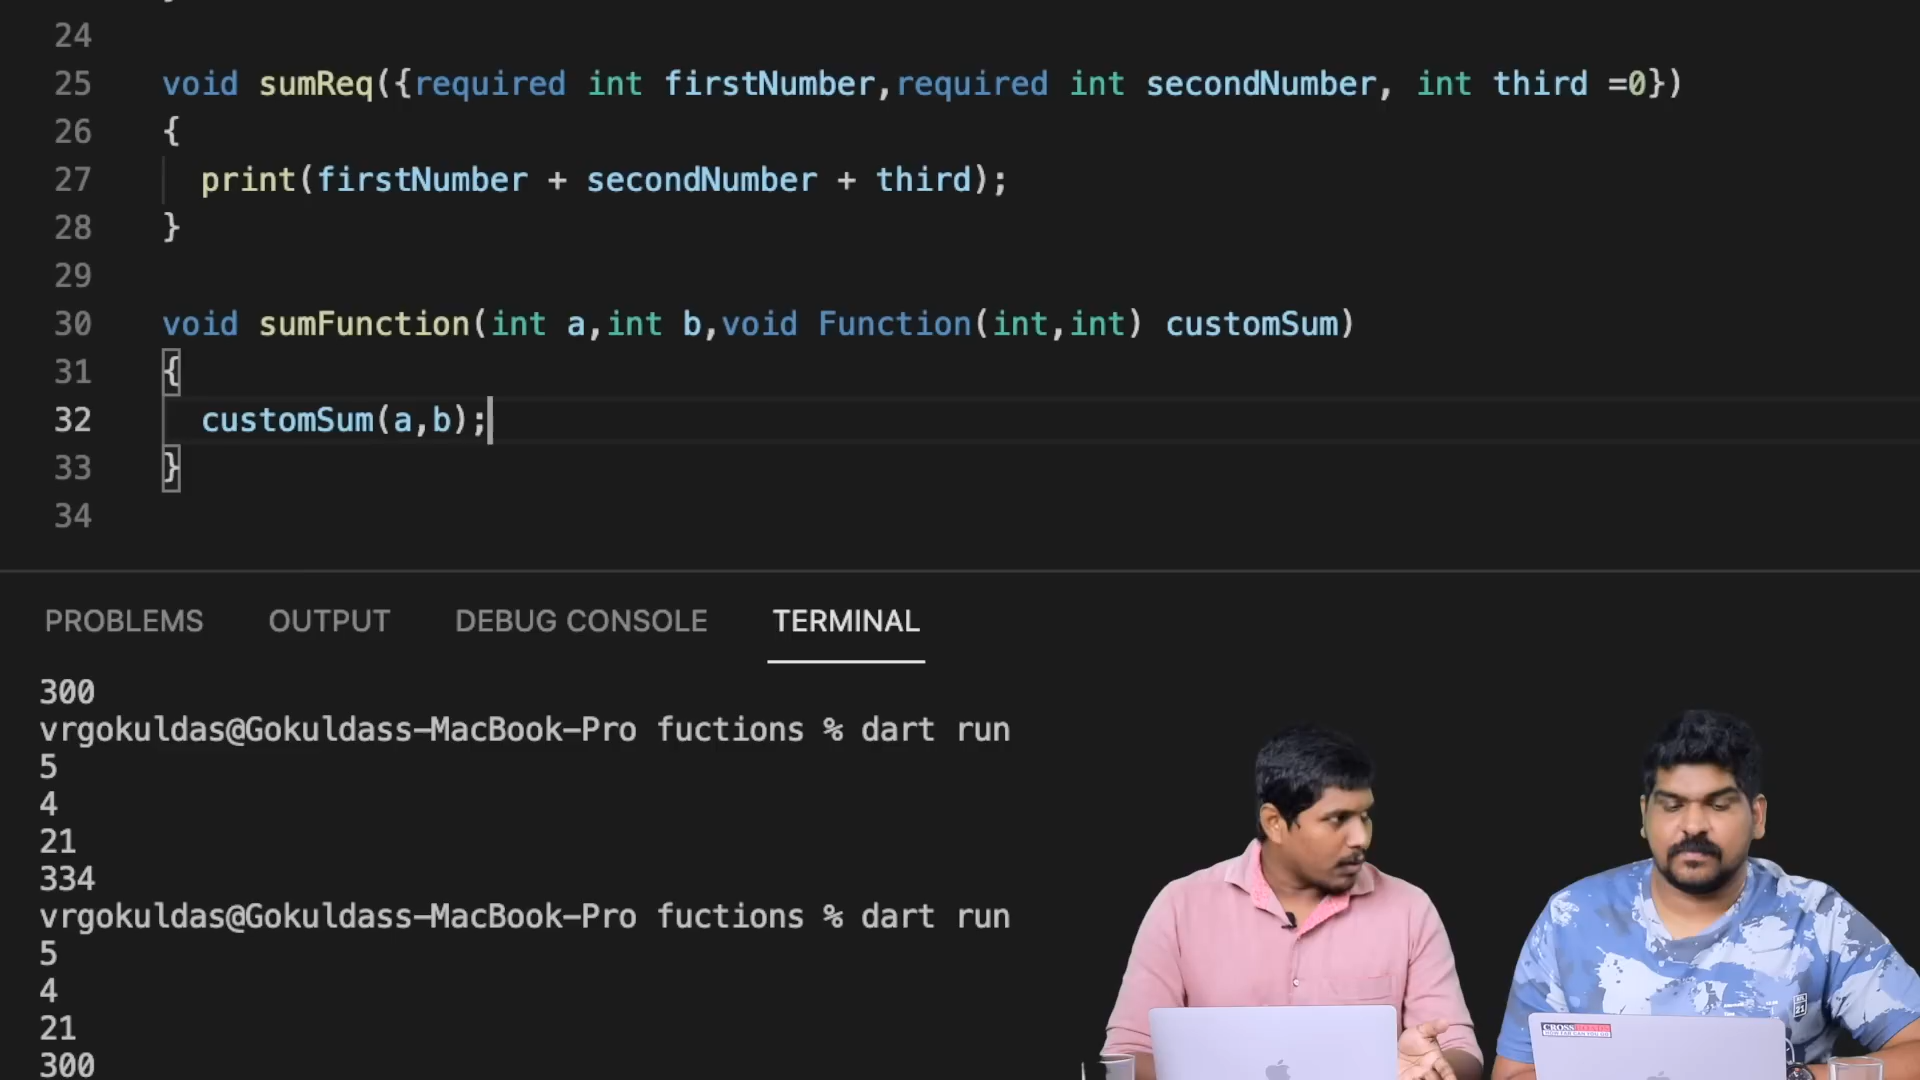 24
25 void sumReq({required int firstNumber,required int secondNumber, int third =0})
26 {
27 print(firstNumber + secondNumber + third);
28 }
29
30 void sumFunction(int a,int b,void Function(int,int) customSum)
31 {
32 customSum(a,b);
33 }
34
PROBLEMS OUTPUT DEBUG CONSOLE TERMINAL
300
vrgokuldas@Gokuldass-MacBook-Pro fuctions % dart run
5
4
21
334
vrgokuldas@Gokuldass-MacBook-Pro fuctions % dart run
5
4
21
300
CROSS
21